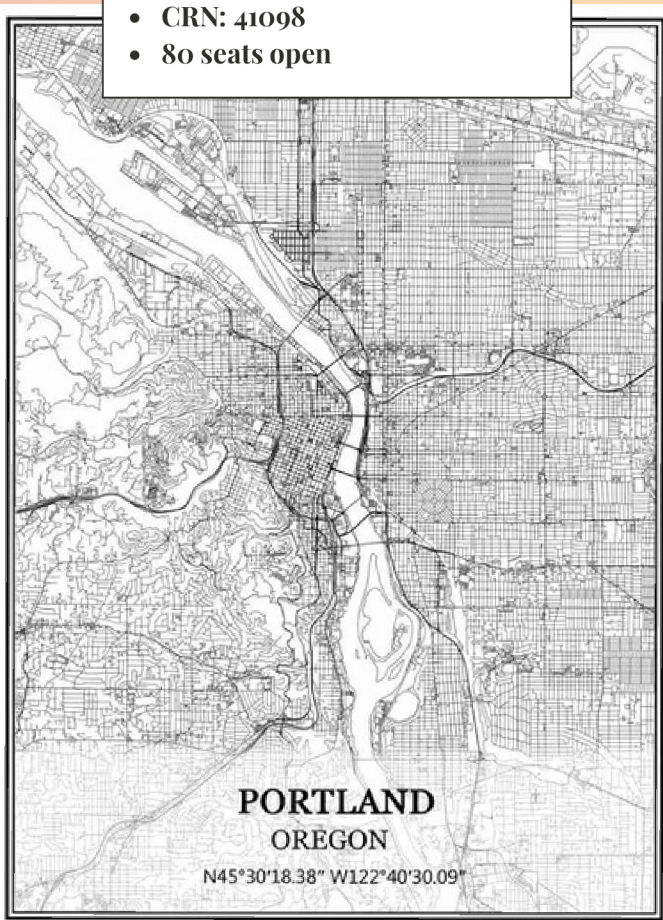 • CRN: 41098
• 80 seats open
PORTLAND
OREGON
N45°30'18.38" W122°40'30.09"